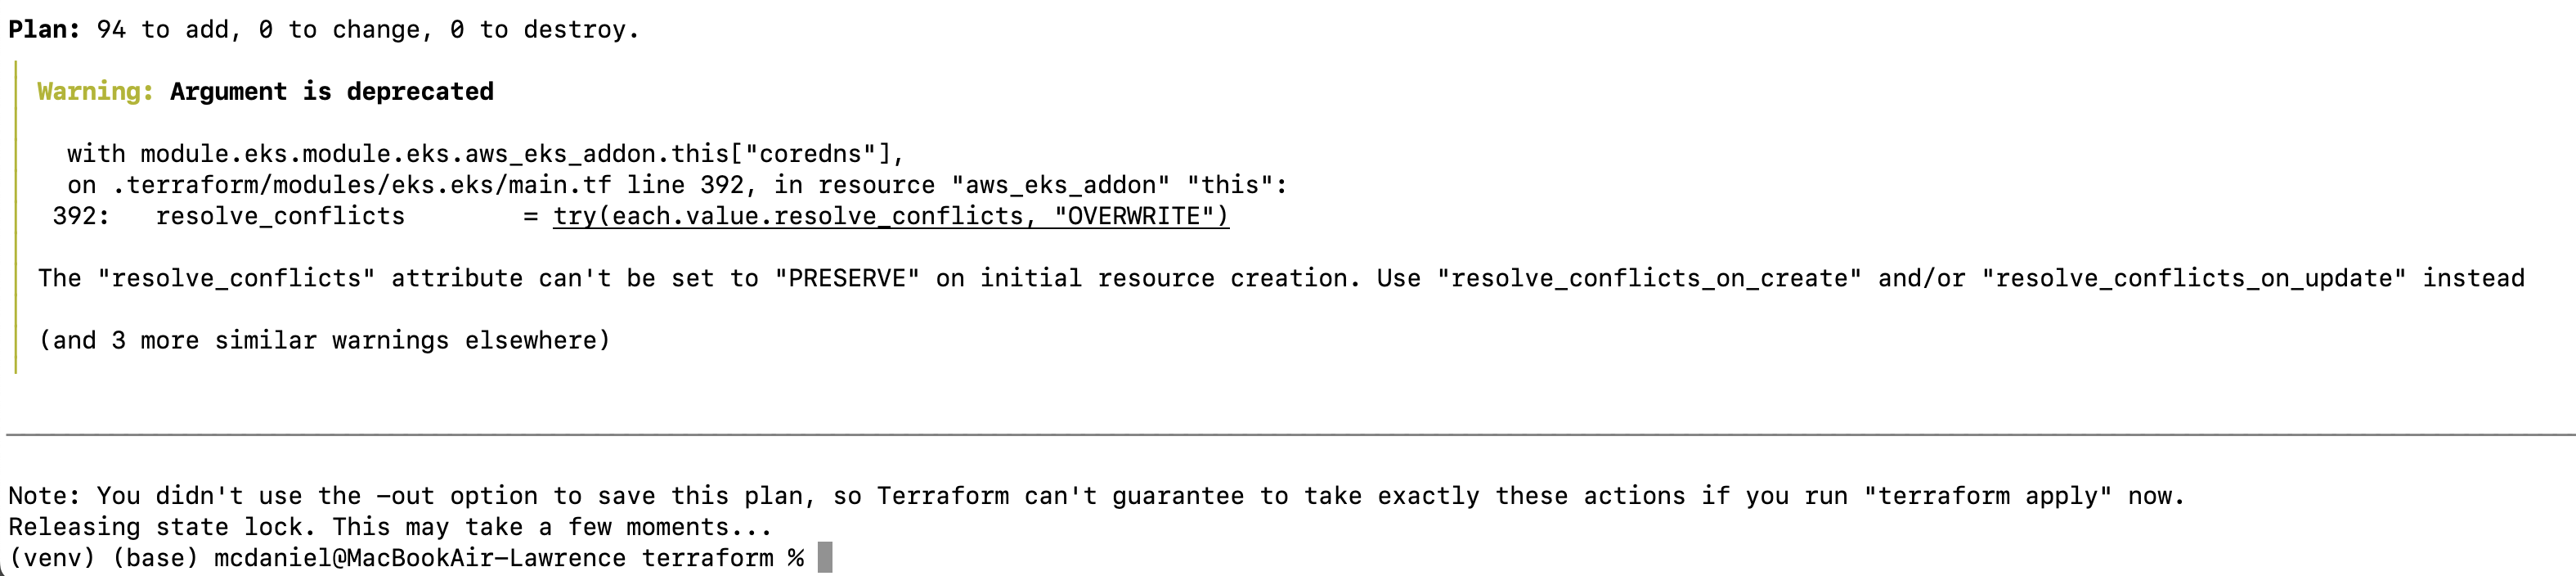 Plan: 94 to add, 0 to change, 0 to destroy.
Warning: Argument is deprecated
with module.eks.module.eks.aws_eks_addon.this["coredns"],
on .terraform/modules/eks.eks/main.tf line 392, in resource "aws_eks_addon" "this":
392:   resolve_conflicts        = try(each.value.resolve_conflicts, "OVERWRITE")
The "resolve_conflicts" attribute can't be set to "PRESERVE" on initial resource creation. Use "resolve_conflicts_on_create" and/or "resolve_conflicts_on_update" instead
(and 3 more similar warnings elsewhere)
Note: You didn't use the -out option to save this plan, so Terraform can't guarantee to take exactly these actions if you run "terraform apply" now.
Releasing state lock. This may take a few moments...
(venv) (base) mcdaniel@MacBookAir-Lawrence terraform %